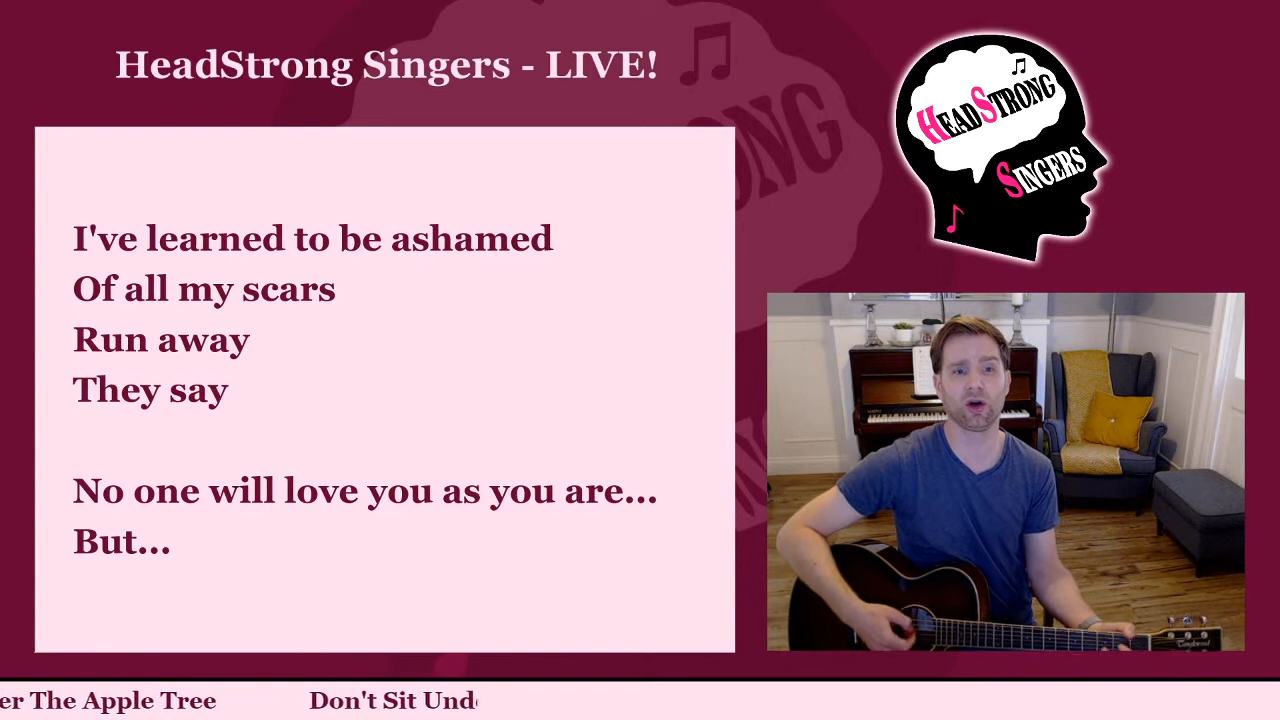 HeadStrong Singers - LIVE!
HEADSTRONG
SINGERS
I've learned to be ashamed
Of all my scars
Run away
They say
No one will love you as you are...
But...
Tanglewood
er The Apple Tree
Don't Sit Und